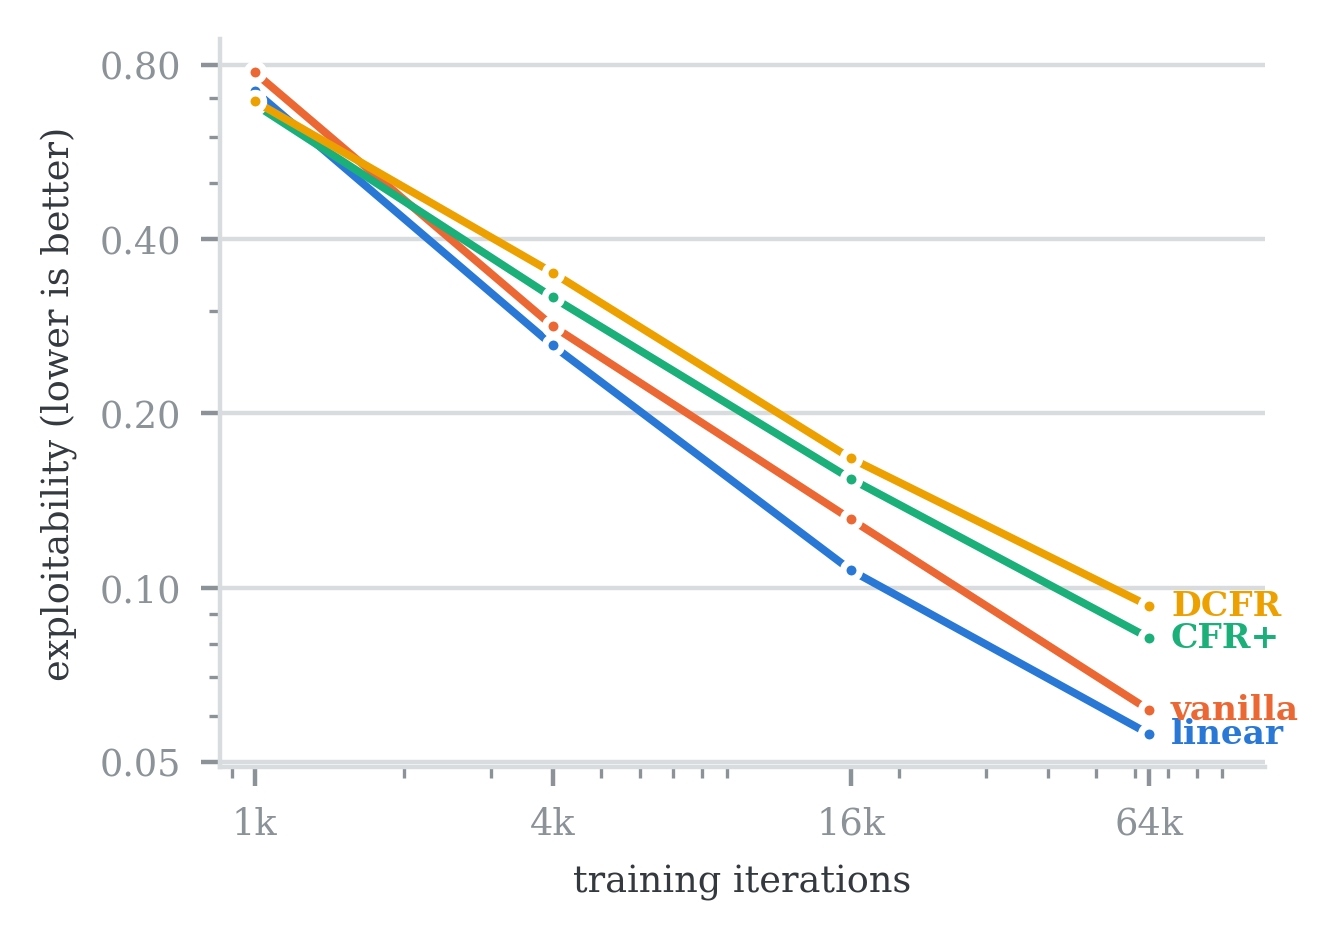 0.80
0.40
0.20
0.10
0.05
exploitability (lower is better)
DCFR
CFR+
vanilla
linear
1k
4k
16k
64k
training iterations